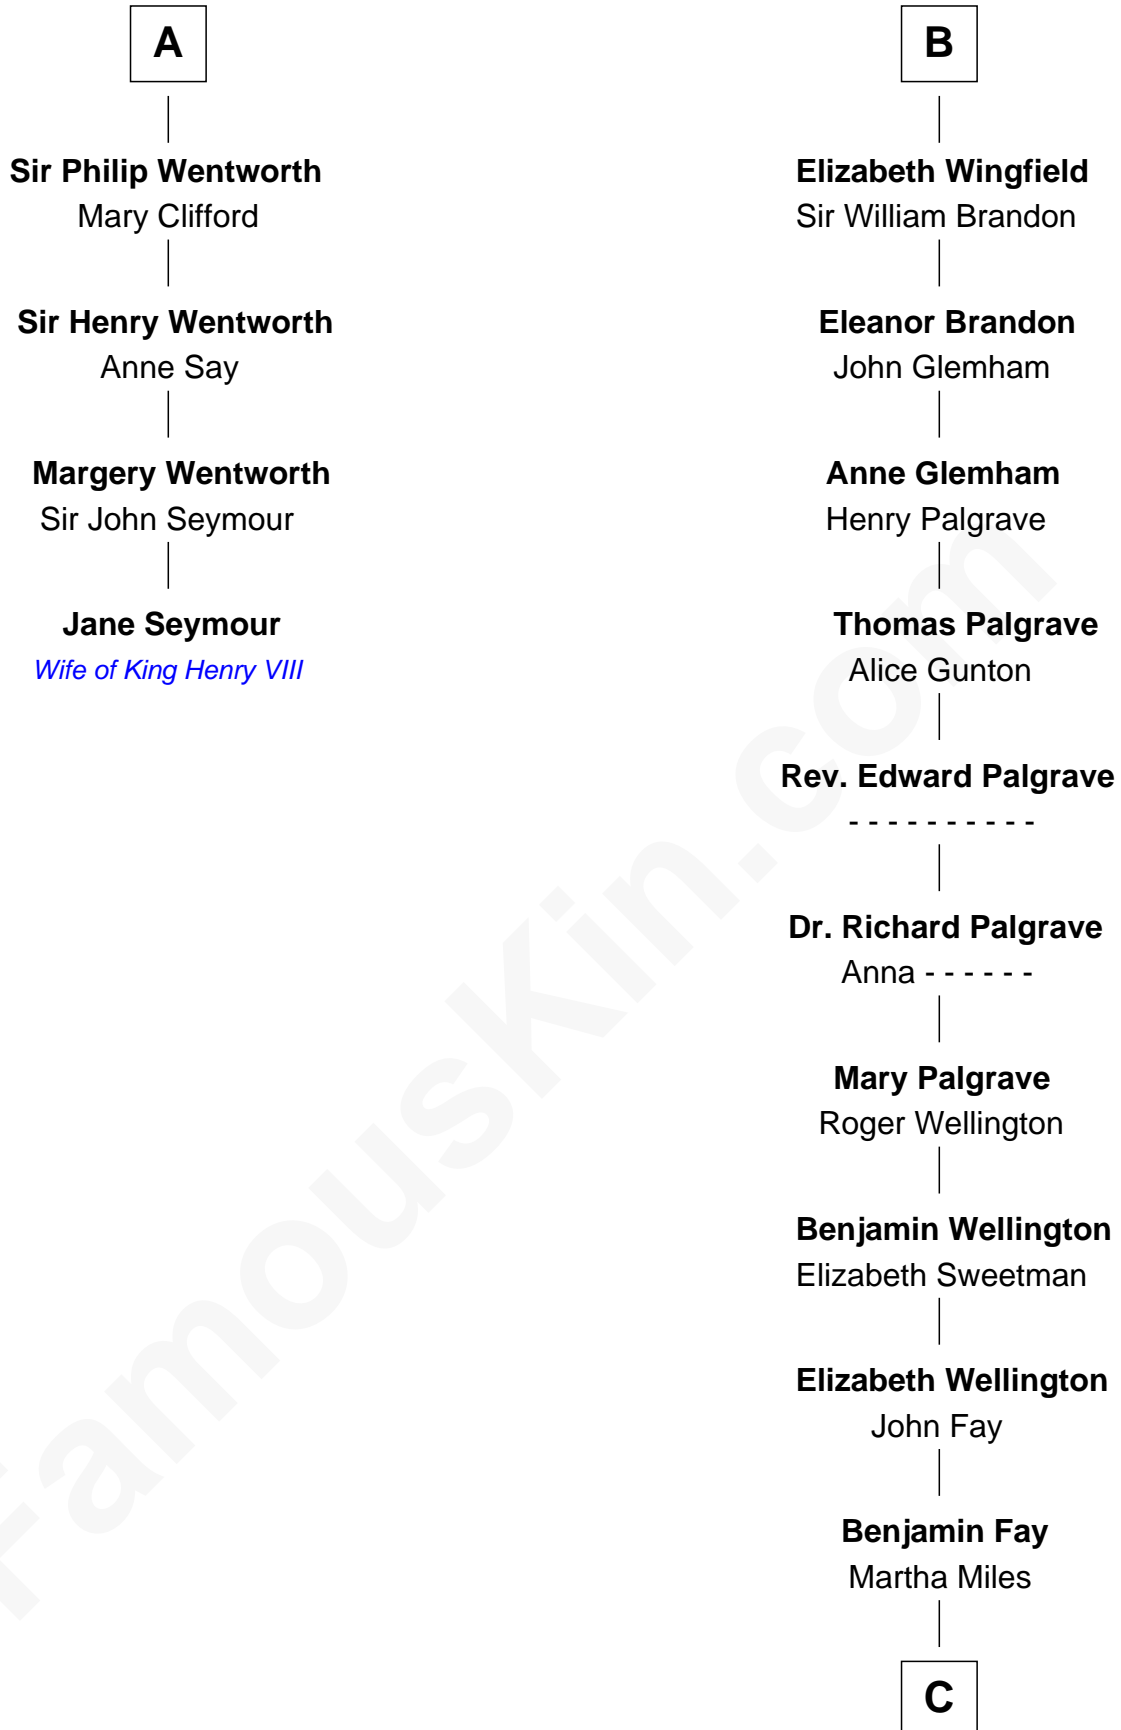 A
Sir Philip Wentworth
Mary Clifford
Sir Henry Wentworth
Anne Say
Margery Wentworth
Sir John Seymour
Jane Seymour
Wife of King Henry VIII
B
Elizabeth Wingfield
Sir William Brandon
Eleanor Brandon
John Glemham
Anne Glemham
Henry Palgrave
Thomas Palgrave
Alice Gunton
Rev. Edward Palgrave
- - - - - - - - - -
Dr. Richard Palgrave
Anna - - - - - -
Mary Palgrave
Roger Wellington
Benjamin Wellington
Elizabeth Sweetman
Elizabeth Wellington
John Fay
Benjamin Fay
Martha Miles
C
FamousKin.com